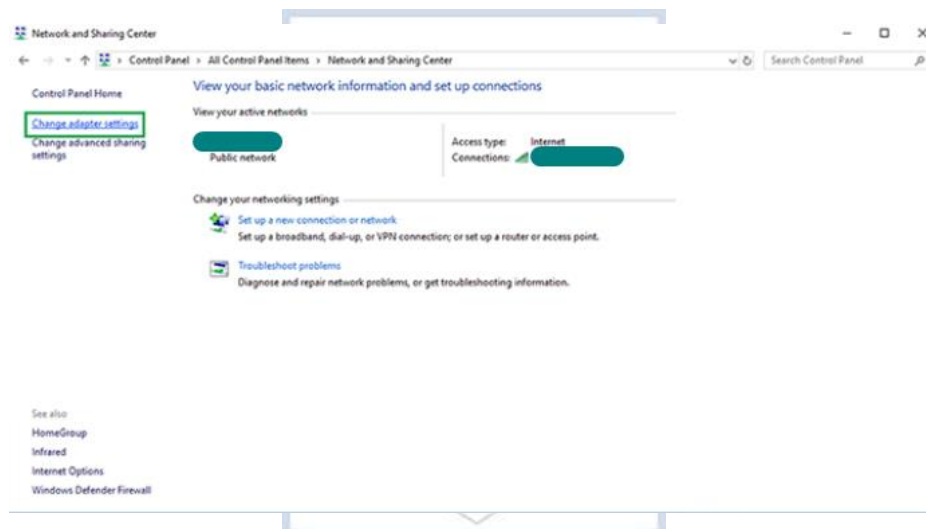 Network and Sharing Center
Control Panel > All Control Panel Items > Network and Sharing Center
Search Control Panel
Control Panel Home
Change adapter settings
Change advanced sharing
settings
View your basic network information and set up connections
View your active networks
Public network
Access type: Internet
Connections:
Change your networking settings
Set up a new connection or network
Set up a broadband, dial-up, or VPN connection; or set up a router or access point.
Troubleshoot problems
Diagnose and repair network problems, or get troubleshooting information.
See also
HomeGroup
Infrared
Internet Options
Windows Defender Firewall